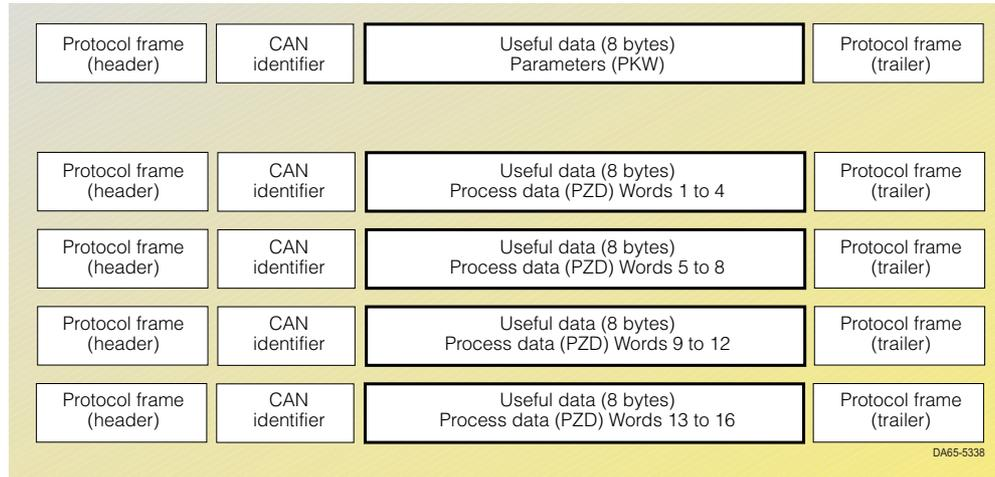 Protocol frame
(header)
CAN
identifier
Useful data (8 bytes)
Parameters (PKW)
Protocol frame
(trailer)
Protocol frame
(header)
CAN
identifier
Useful data (8 bytes)
Process data (PZD) Words 1 to 4
Protocol frame
(trailer)
Protocol frame
(header)
CAN
identifier
Useful data (8 bytes)
Process data (PZD) Words 5 to 8
Protocol frame
(trailer)
Protocol frame
(header)
CAN
identifier
Useful data (8 bytes)
Process data (PZD) Words 9 to 12
Protocol frame
(trailer)
Protocol frame
(header)
CAN
identifier
Useful data (8 bytes)
Process data (PZD) Words 13 to 16
Protocol frame
(trailer)
DA65-5338